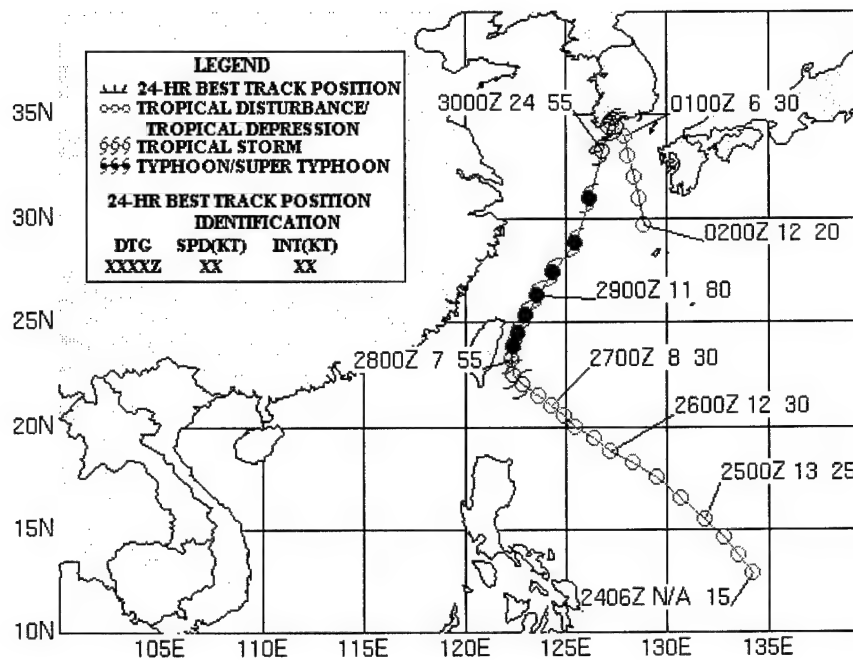 LEGEND
24-HR BEST TRACK POSITION
TROPICAL DISTURBANCE/
TROPICAL DEPRESSION
TROPICAL STORM
TYPHOON/SUPER TYPHOON
24-HR BEST TRACK POSITION
IDENTIFICATION
DTG SPD(KT) INT(KT)
XXXXZ XX XX
3000Z 24 55
0100Z 6 30
0200Z 12 20
2900Z 11 80
2800Z 7 55
2700Z 8 30
2600Z 12 30
2500Z 13 25
2406Z N/A 15
35N
30N
25N
20N
15N
10N
105E 110E 115E 120E 125E 130E 135E